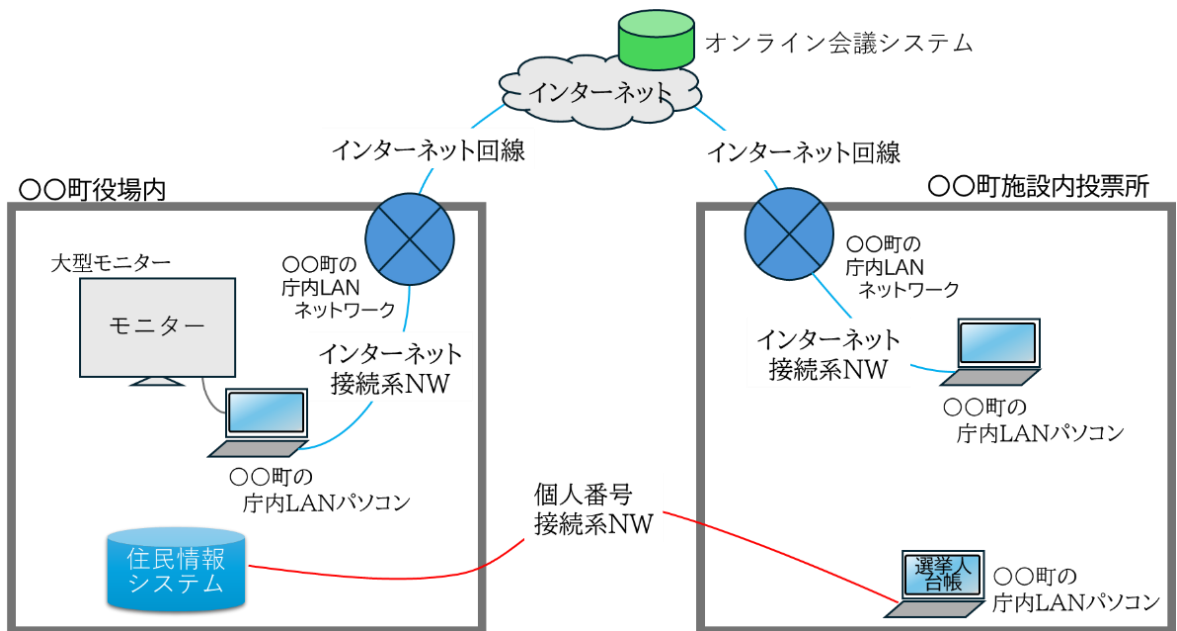 オンライン会議システム
インターネット
インターネット回線
インターネット回線
〇〇町役場内
〇〇町施設内投票所
大型モニター
モニター
〇〇町の
庁内LAN
ネットワーク
インターネット
接続系NW
〇〇町の
庁内LANパソコン
住民情報
システム
個人番号
接続系NW
〇〇町の
庁内LAN
ネットワーク
インターネット
接続系NW
〇〇町の
庁内LANパソコン
選挙人
台帳
〇〇町の
庁内LANパソコン